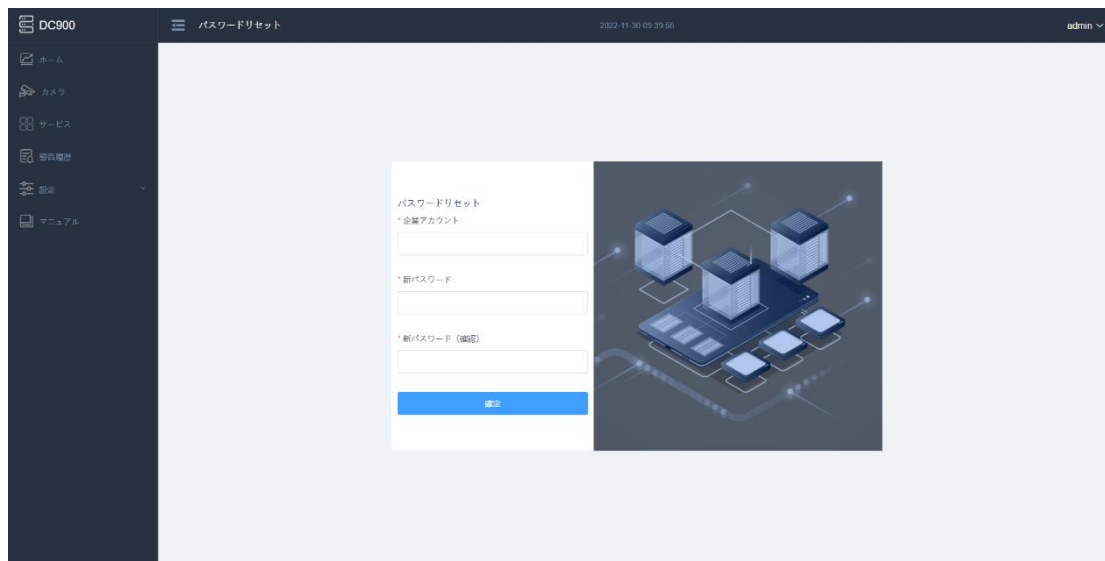 DC900
パスワードリセット
2022-11-30 09:39:55
admin
ホーム
カメラ
サービス
警告履歴
設定
マニュアル
パスワードリセット
* 企業アカウント
* 新パスワード
* 新パスワード（確認）
確定